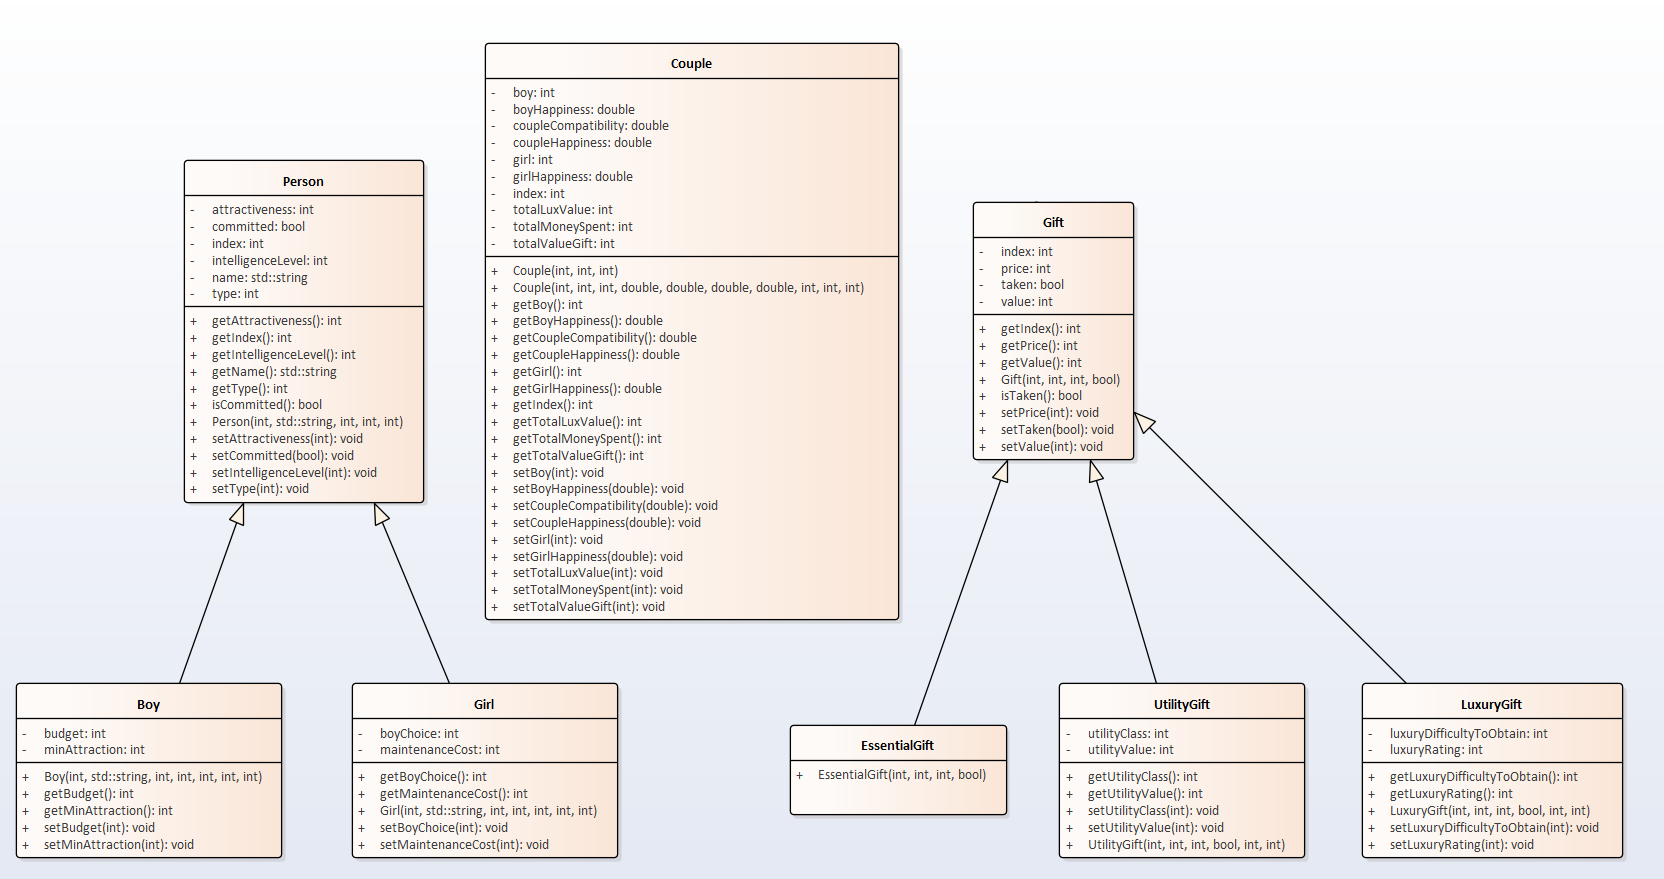 Couple
- boy: int
- boyHappiness: double
- coupleCompatibility: double
- coupleHappiness: double
- girl: int
- girlHappiness: double
- index: int
- totalLuxValue: int
- totalMoneySpent: int
- totalValueGift: int
+ Couple(int, int, int)
+ Couple(int, int, int, double, double, double, double, int, int, int)
+ getBoy(): int
+ getBoyHappiness(): double
+ getCoupleCompatibility(): double
+ getCoupleHappiness(): double
+ getGirl(): int
+ getGirlHappiness(): double
+ getIndex(): int
+ getTotalLuxValue(): int
+ getTotalMoneySpent(): int
+ getTotalValueGift(): int
+ setBoy(int): void
+ setBoyHappiness(double): void
+ setCoupleCompatibility(double): void
+ setCoupleHappiness(double): void
+ setGirl(int): void
+ setGirlHappiness(double): void
+ setTotalLuxValue(int): void
+ setTotalMoneySpent(int): void
+ setTotalValueGift(int): void
Person
- attractiveness: int
- committed: bool
- index: int
- intelligenceLevel: int
- name: std::string
- type: int
+ getAttractiveness(): int
+ getIndex(): int
+ getIntelligenceLevel(): int
+ getName(): std::string
+ getType(): int
+ isCommitted(): bool
+ Person(int, std::string, int, int, int)
+ setAttractiveness(int): void
+ setCommitted(bool): void
+ setIntelligenceLevel(int): void
+ setType(int): void
Gift
- index: int
- price: int
- taken: bool
- value: int
+ getIndex(): int
+ getPrice(): int
+ getValue(): int
+ Gift(int, int, int, bool)
+ isTaken(): bool
+ setPrice(int): void
+ setTaken(bool): void
+ setValue(int): void
Boy
- budget: int
- minAttraction: int
+ Boy(int, std::string, int, int, int, int, int)
+ getBudget(): int
+ getMinAttraction(): int
+ setBudget(int): void
+ setMinAttraction(int): void
Girl
- boyChoice: int
- maintenanceCost: int
+ getBoyChoice(): int
+ getMaintenanceCost(): int
+ Girl(int, std::string, int, int, int, int, int)
+ setBoyChoice(int): void
+ setMaintenanceCost(int): void
EssentialGift
+ EssentialGift(int, int, int, bool)
UtilityGift
- utilityClass: int
- utilityValue: int
+ getUtilityClass(): int
+ getUtilityValue(): int
+ setUtilityClass(int): void
+ setUtilityValue(int): void
+ UtilityGift(int, int, int, bool, int, int)
LuxuryGift
- luxuryDifficultyToObtain: int
- luxuryRating: int
+ getLuxuryDifficultyToObtain(): int
+ getLuxuryRating(): int
+ LuxuryGift(int, int, int, bool, int, int)
+ setLuxuryDifficultyToObtain(int): void
+ setLuxuryRating(int): void